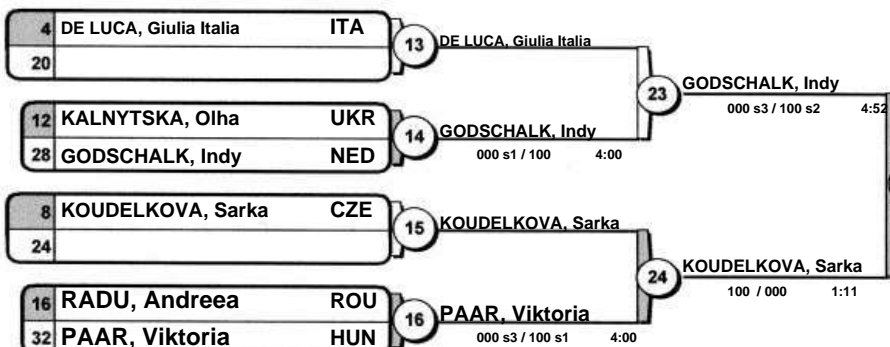 4 DE LUCA, Giulia Italia ITA
20
13 DE LUCA, Giulia Italia
12 KALNYTSKA, Olha UKR
28 GODSCHALK, Indy NED
14 GODSCHALK, Indy
000 s1 / 100 4:00
23 GODSCHALK, Indy
000 s3 / 100 s2 4:52
8 KOUDELKOVA, Sarka CZE
24
15 KOUDELKOVA, Sarka
16 RADU, Andreea ROU
32 PAAR, Viktoria HUN
16 PAAR, Viktoria
000 s3 / 100 s1 4:00
24 KOUDELKOVA, Sarka
100 / 000 1:11